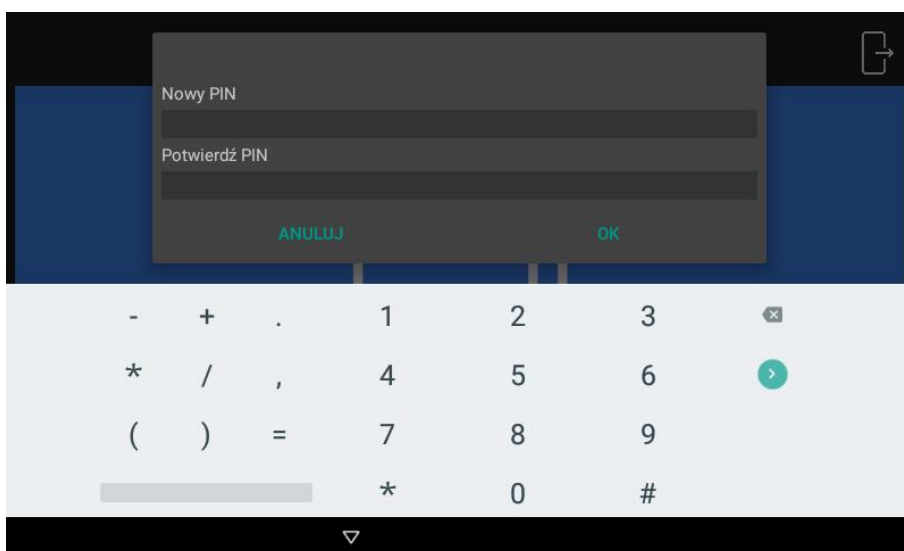 Nowy PIN
Potwierdź PIN
ANULUJ OK
- + . 1 2 3
* / , 4 5 6
( ) = 7 8 9
* 0 #